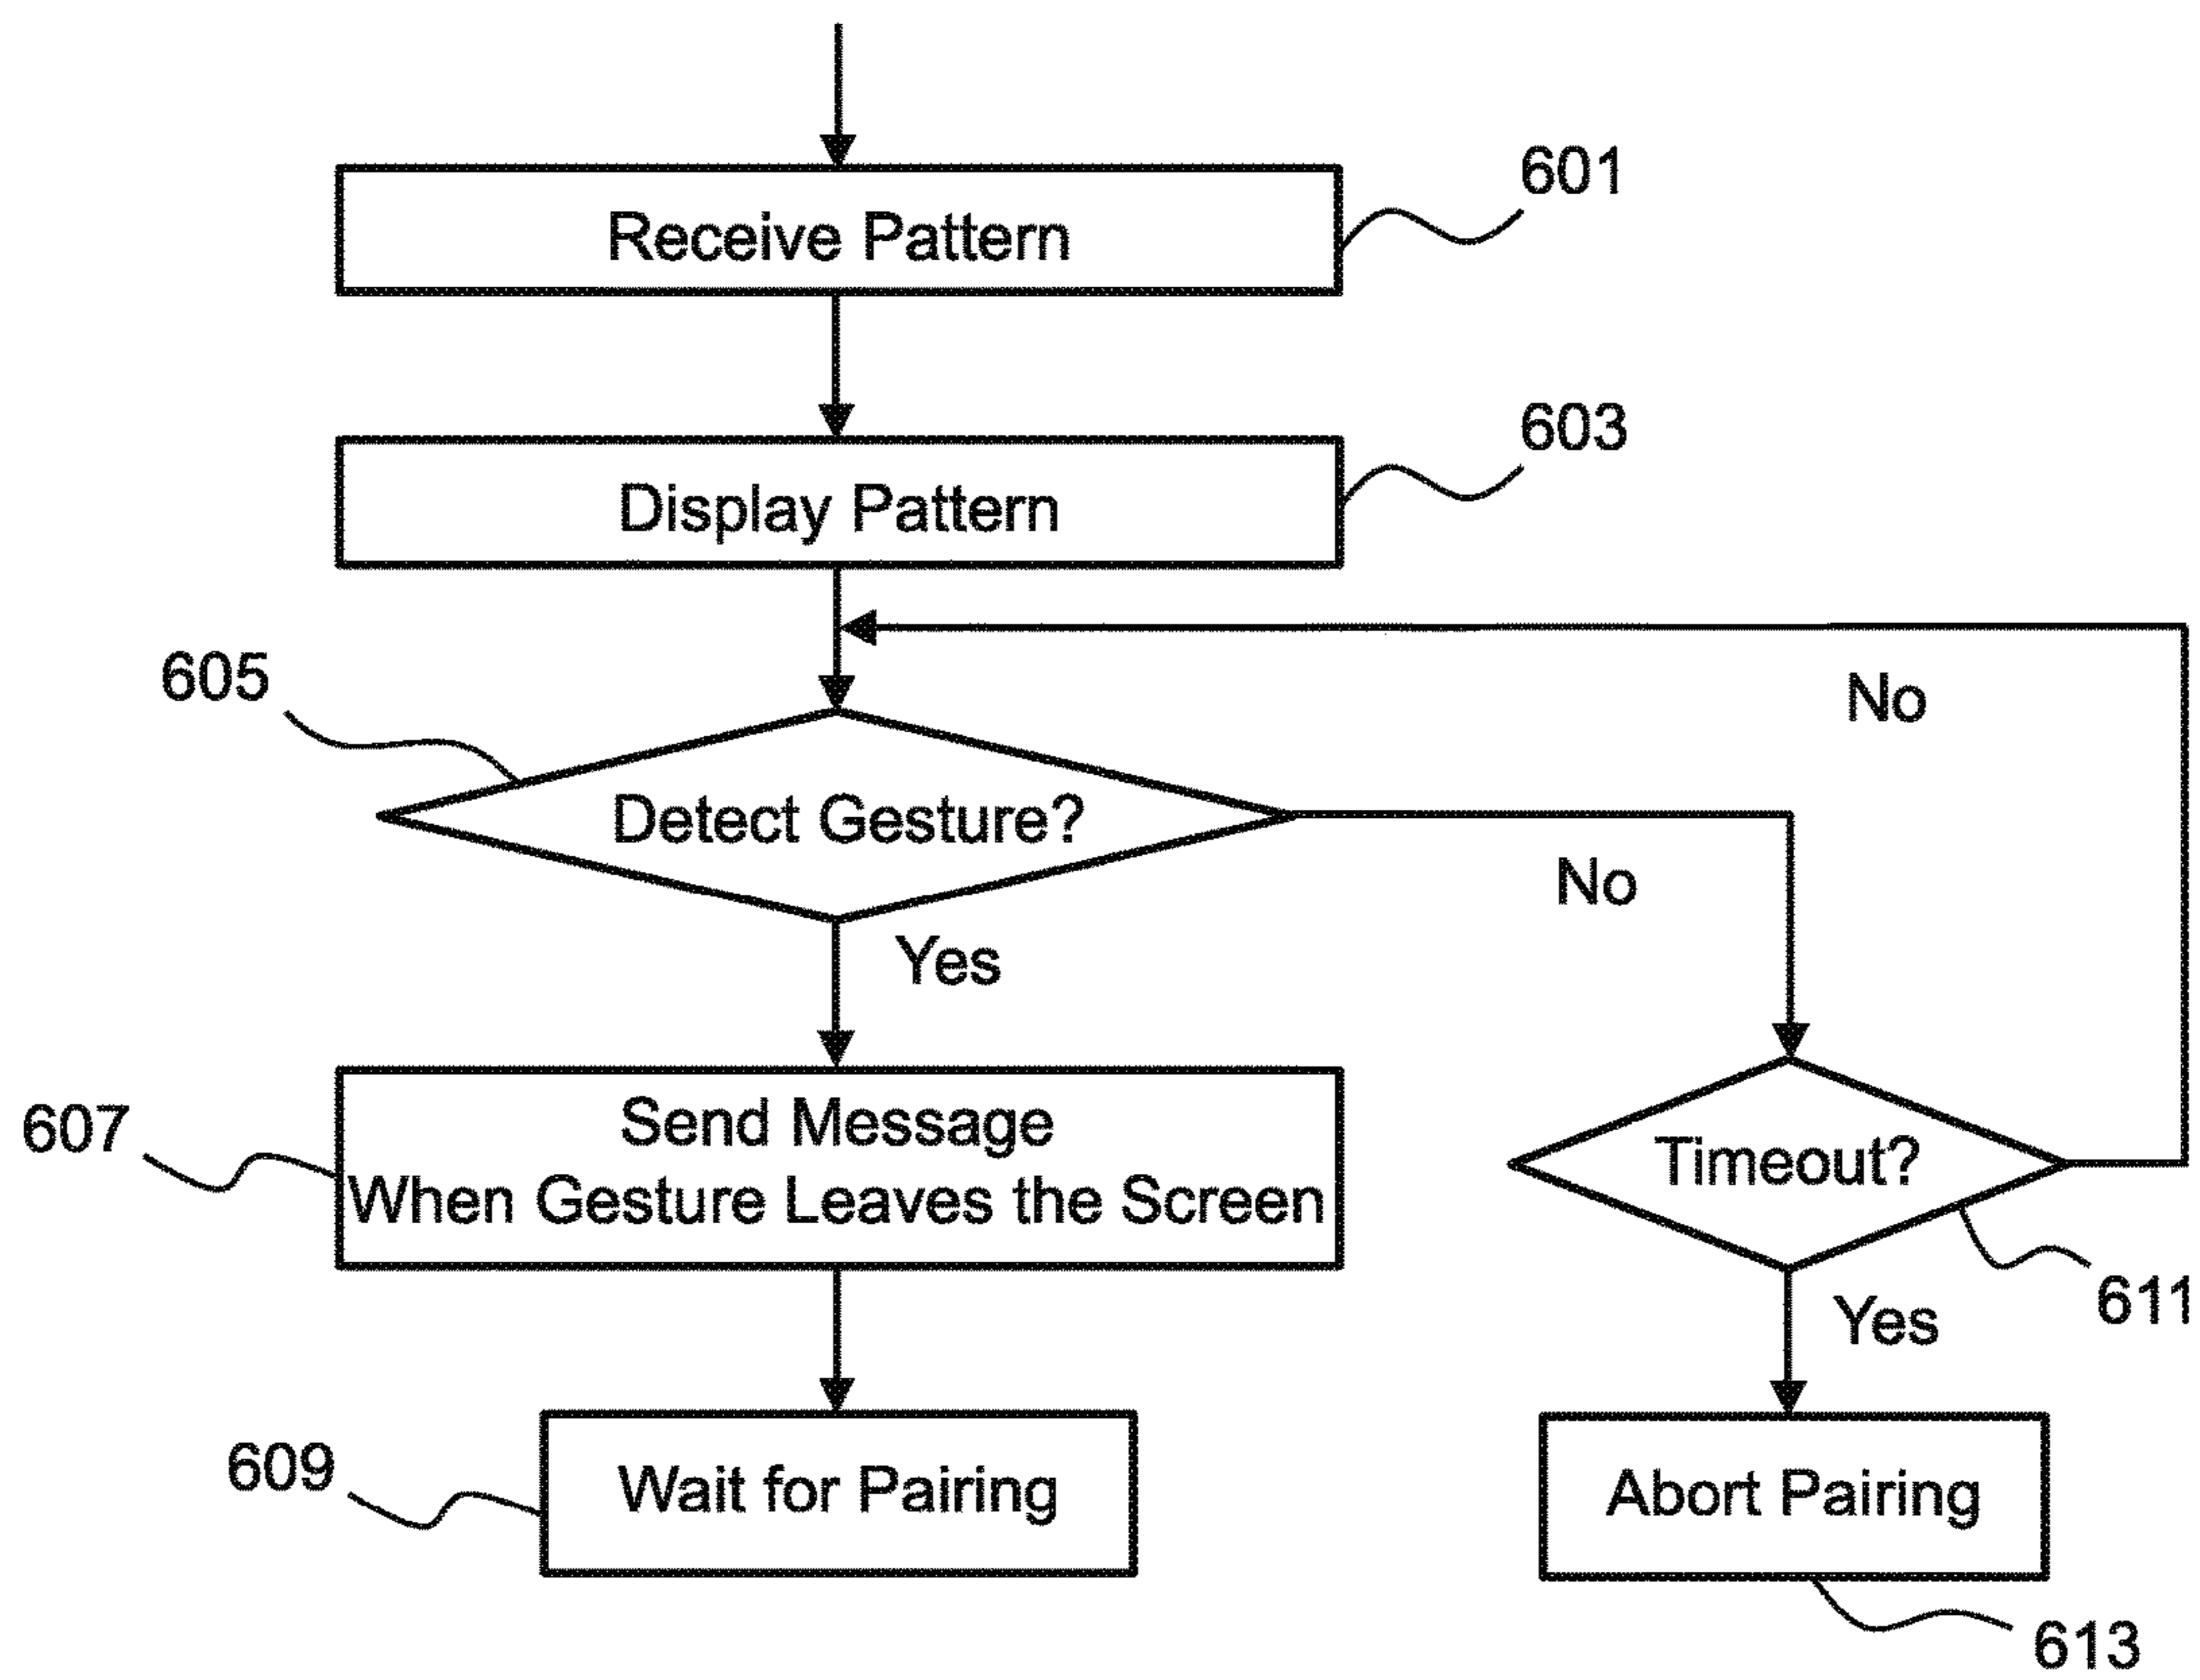 Receive Pattern
601
Display Pattern
603
605
No
Detect Gesture?
No
Yes
607
Send Message
When Gesture Leaves the Screen
Timeout?
611
Yes
609
Wait for Pairing
Abort Pairing
613